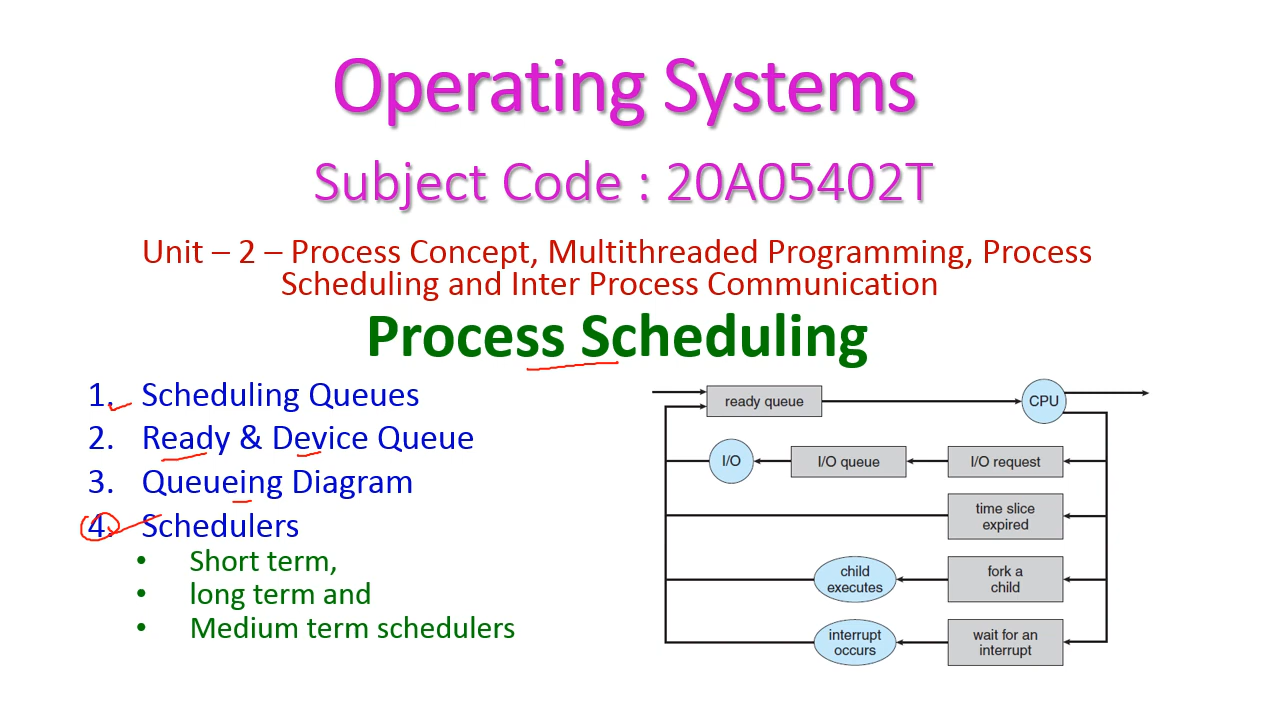 Operating Systems
Subject Code : 20A05402T
Unit – 2 – Process Concept, Multithreaded Programming, Process
Scheduling and Inter Process Communication
Process Scheduling
1. Scheduling Queues
2. Ready & Device Queue
3. Queueing Diagram
4. Schedulers
• Short term,
• long term and
• Medium term schedulers
ready queue
CPU
I/O
I/O queue
I/O request
time slice
expired
child
executes
fork a
child
interrupt
occurs
wait for an
interrupt